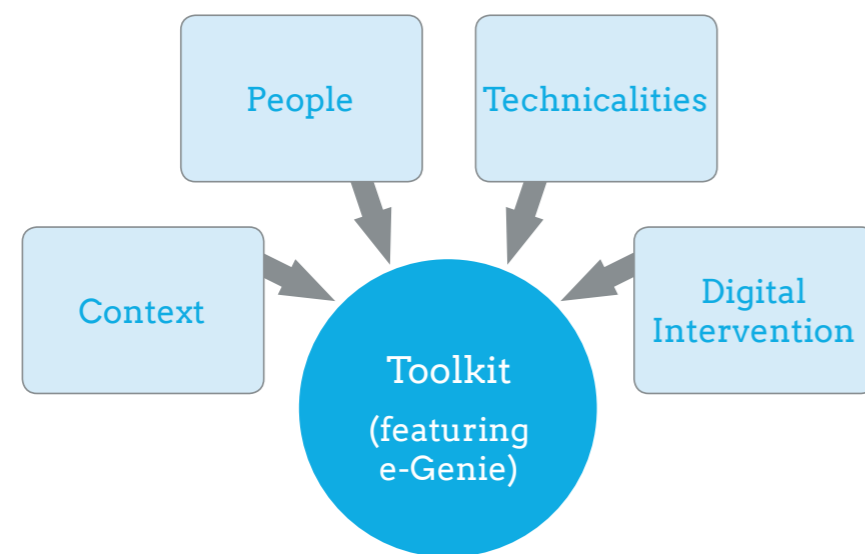 People
Technicalities
Context
Digital
Intervention
Toolkit
(featuring
e-Genie)